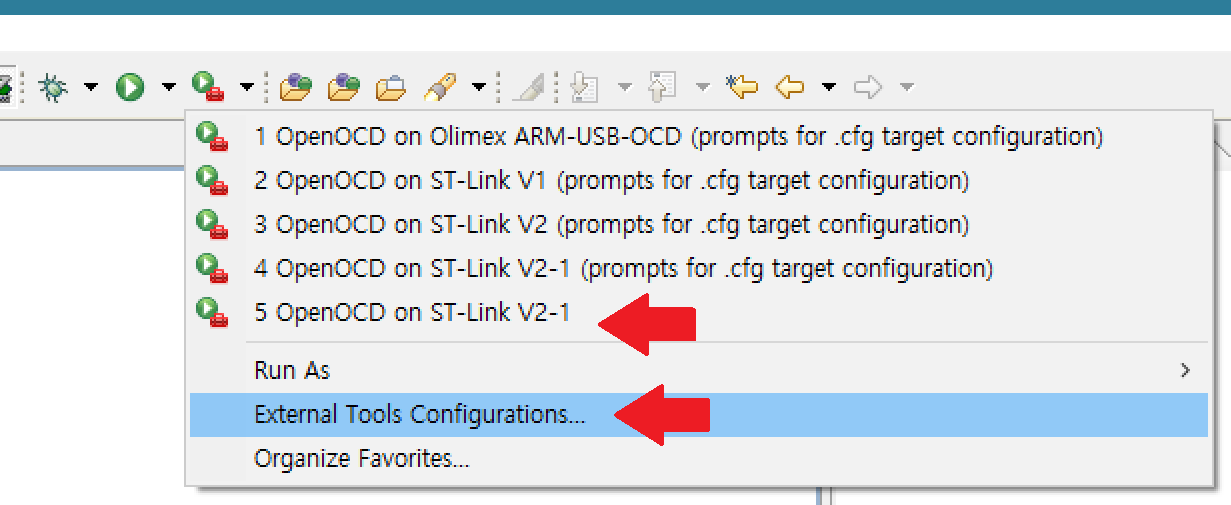 1 OpenOCD on Olimex ARM-USB-OCD (prompts for .cfg target configuration)
2 OpenOCD on ST-Link V1 (prompts for .cfg target configuration)
3 OpenOCD on ST-Link V2 (prompts for .cfg target configuration)
4 OpenOCD on ST-Link V2-1 (prompts for .cfg target configuration)
5 OpenOCD on ST-Link V2-1
Run As
External Tools Configurations...
Organize Favorites...